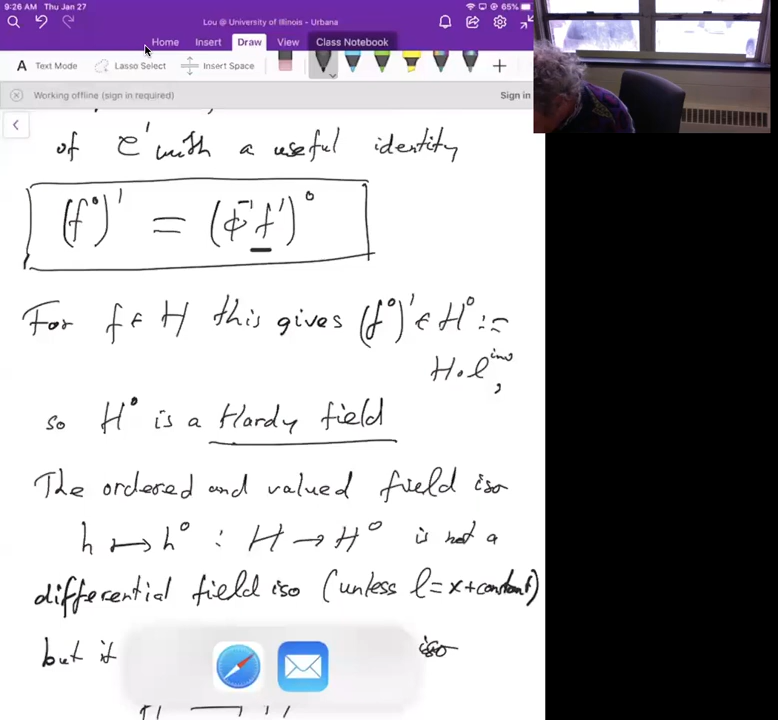 9:26 AM Thu Jan 27
65%
Lou @ University of Illinois - Urbana
Home Insert Draw View Class Notebook
A Text Mode Lasso Select Insert Space
Working offline (sign in required) Sign in
of with a useful identity
(f°)' = (ϕ⁻¹f')°
For f ∈ H this gives (f°)' ∈ H° :=
H∘ℓ^inv,
so H° is a Hardy field
The ordered and valued field iso
h ↦ h° : H → H° is not a
differential field iso (unless ℓ = x + constant)
but it